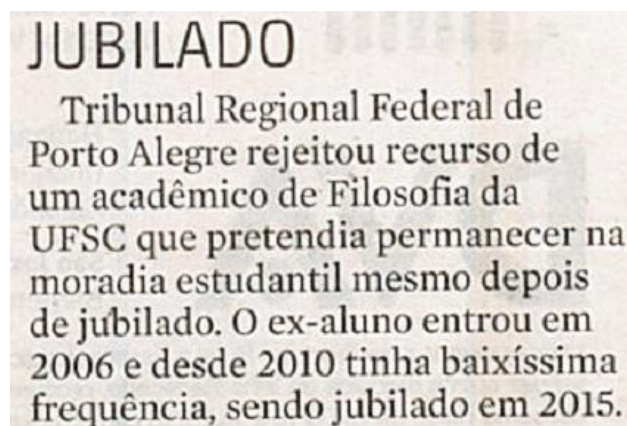 JUBILADO
Tribunal Regional Federal de
Porto Alegre rejeitou recurso de
um acadêmico de Filosofia da
UFSC que pretendia permanecer na
moradia estudantil mesmo depois
de jubilado. O ex-aluno entrou em
2006 e desde 2010 tinha baixíssima
frequência, sendo jubilado em 2015.